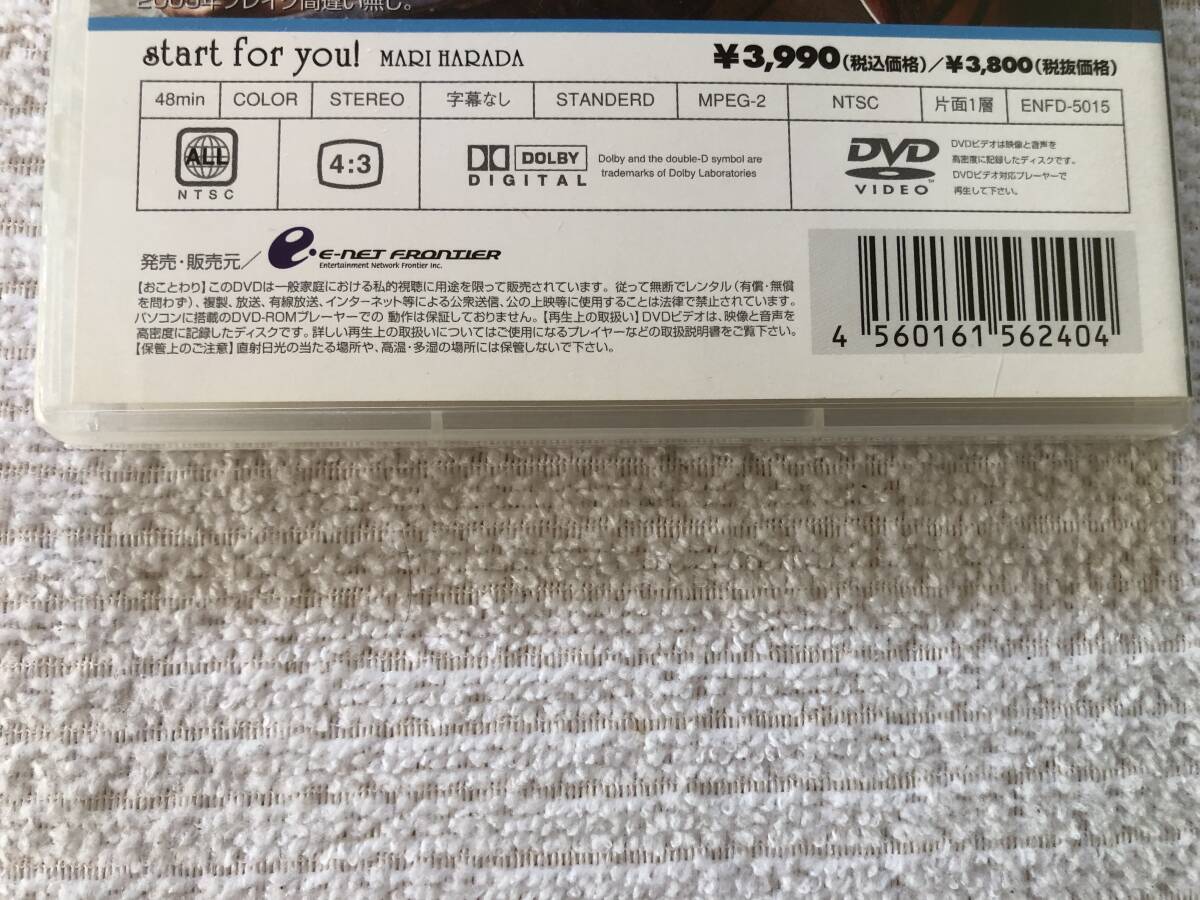 2005年ブレイク間違い無し。
start for you! MARI HARADA
¥3,990(税込価格)/¥3,800(税抜価格)
48min COLOR STEREO 字幕なし STANDERD MPEG-2 NTSC 片面1層 ENFD-5015
ALL
NTSC
4:3
DOLBY
DIGITAL
Dolby and the double-D symbol are
trademarks of Dolby Laboratories
DVD
VIDEO
DVDビデオは映像と音声を
高密度に記録したディスクです。
DVDビデオ対応プレーヤーで
再生して下さい。
発売・販売元/ e・E-NET FRONTIER
Entertainment Network Frontier Inc.
【おことわり】このDVDは一般家庭における私的視聴に用途を限って販売されています。従って無断でレンタル(有償・無償
を問わず)、複製、放送、有線放送、インターネット等による公衆送信、公の上映等に使用することは法律で禁止されています。
パソコンに搭載のDVD-ROMプレーヤーでの 動作は保証しておりません。【再生上の取扱い】DVDビデオは、映像と音声を
高密度に記録したディスクです。詳しい再生上の取扱いについてはご使用になるプレイヤーなどの取扱説明書をご覧下さい。
【保管上のご注意】直射日光の当たる場所や、高温・多湿の場所には保管しないで下さい。
4 560161 562404